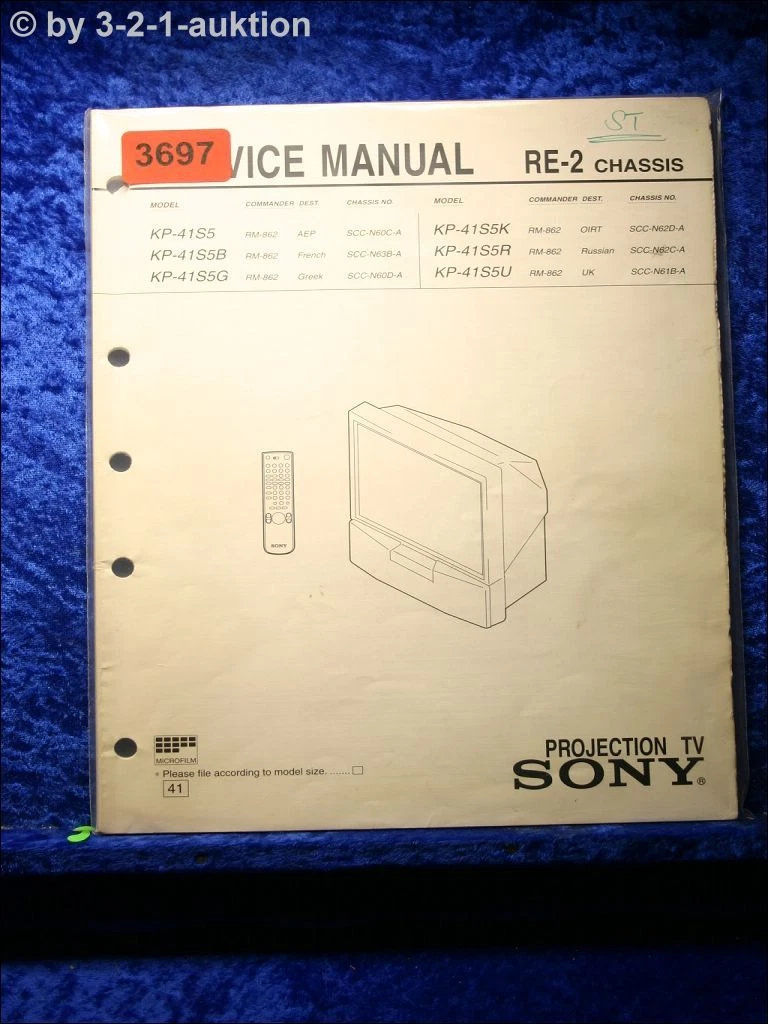 © by 3-2-1-auktion
ST
3697 VICE MANUAL RE-2 CHASSIS
MODEL COMMANDER DEST. CHASSIS NO. MODEL COMMANDER DEST. CHASSIS NO.
KP-41S5 RM-862 AEP SCC-N60C-A KP-41S5K RM-862 OIRT SCC-N62D-A
KP-41S5B RM-862 French SCC-N63B-A KP-41S5R RM-862 Russian SCC-N62C-A
KP-41S5G RM-862 Greek SCC-N60D-A KP-41S5U RM-862 UK SCC-N61B-A
SONY
MICROFILM
* Please file according to model size. .......
41
PROJECTION TV
SONY®